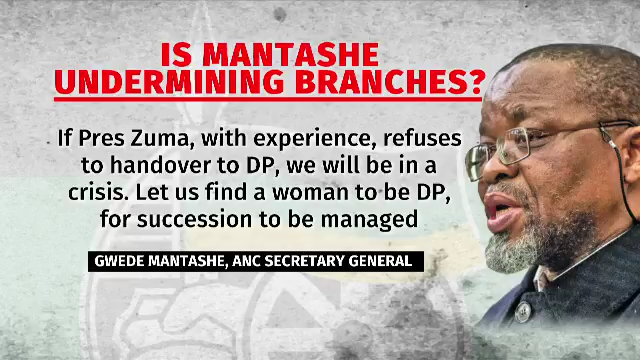 IS MANTASHE
UNDERMINING BRANCHES?
If Pres Zuma, with experience, refuses
to handover to DP, we will be in a
crisis. Let us find a woman to be DP,
for succession to be managed
GWEDE MANTASHE, ANC SECRETARY GENERAL